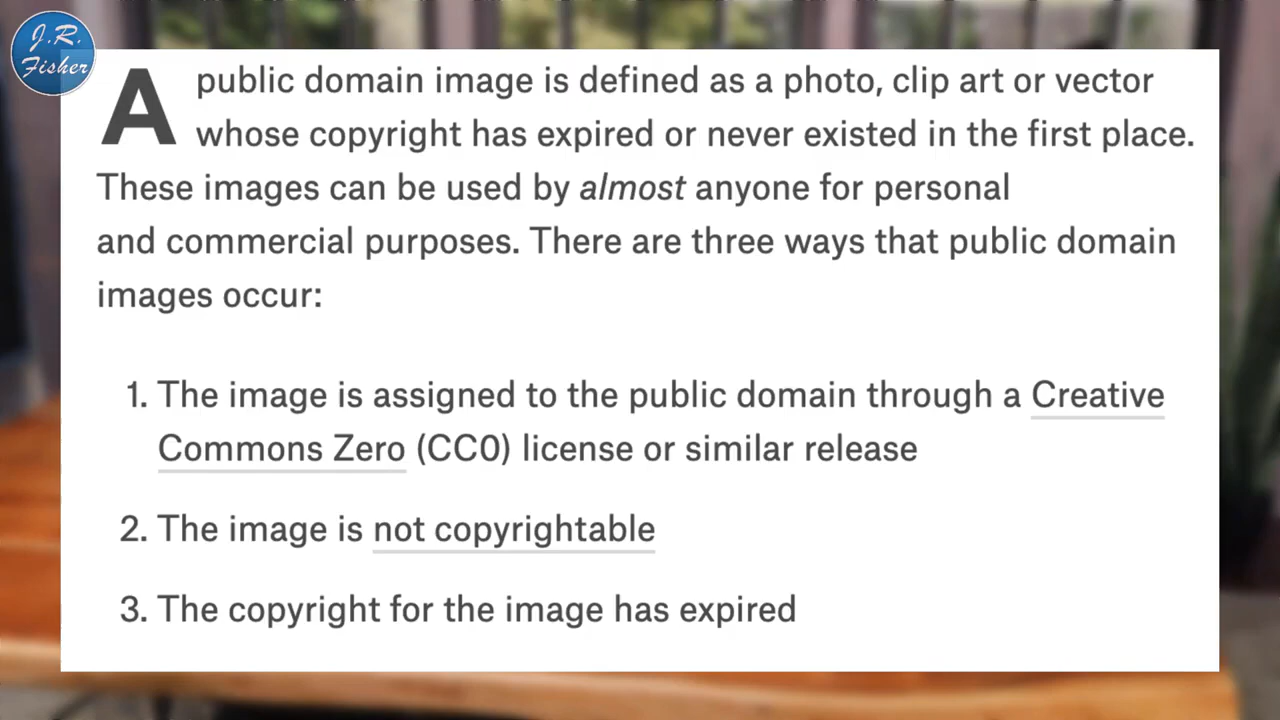 J.R.
Fisher
A public domain image is defined as a photo, clip art or vector
whose copyright has expired or never existed in the first place.
These images can be used by almost anyone for personal
and commercial purposes. There are three ways that public domain
images occur:
1. The image is assigned to the public domain through a Creative
Commons Zero (CC0) license or similar release
2. The image is not copyrightable
3. The copyright for the image has expired